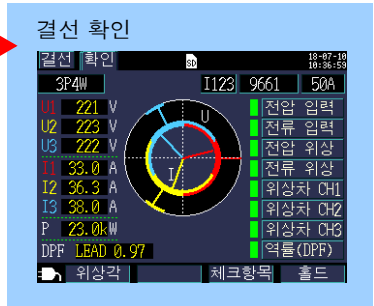 결선 확인
결선 확인 SD 18-07-10
10:36:59
3P4W I123 9661 50A
U1 221 V
U2 223 V
U3 222 V
I1 33.0 A
I2 36.3 A
I3 38.0 A
P 23.0kW
DPF LEAD 0.97
U
I
전압 입력
전류 입력
전압 위상
전류 위상
위상차 CH1
위상차 CH2
위상차 CH3
역률(DPF)
위상각 체크항목 홀드